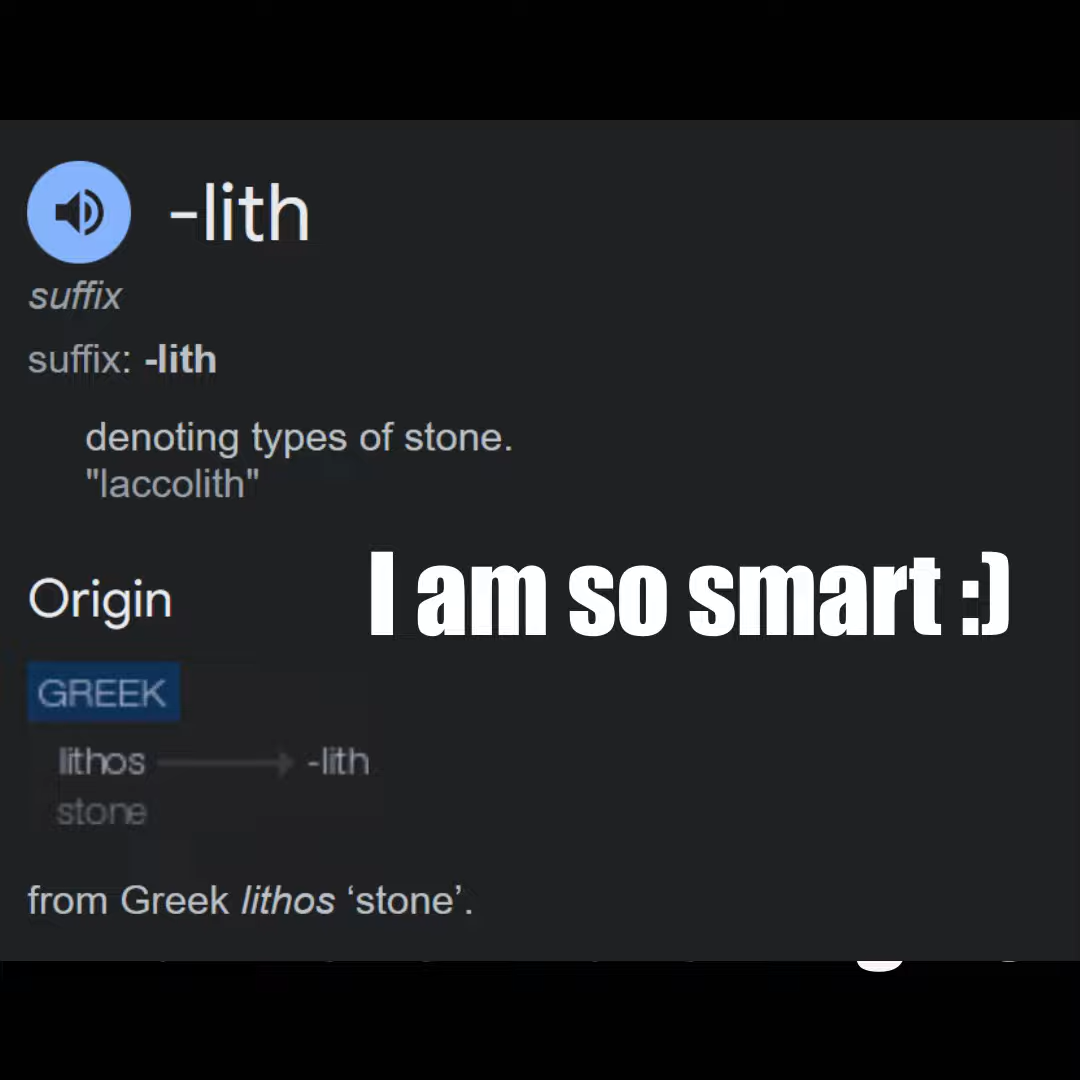 -lith
suffix
suffix: -lith
denoting types of stone.
"laccolith"
Origin
I am so smart :)
GREEK
lithos → -lith
stone
from Greek lithos ‘stone’.